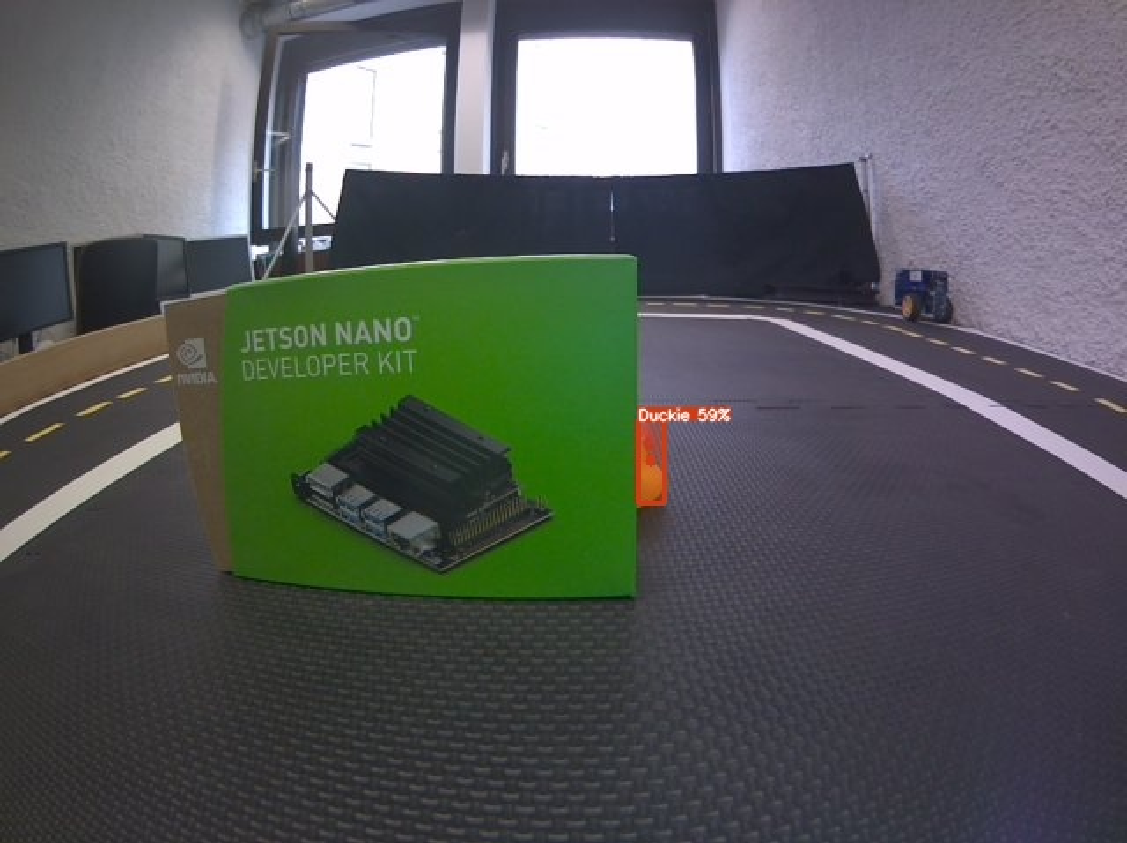 JETSON NANO™
DEVELOPER KIT
NVIDIA
Duckie 59%